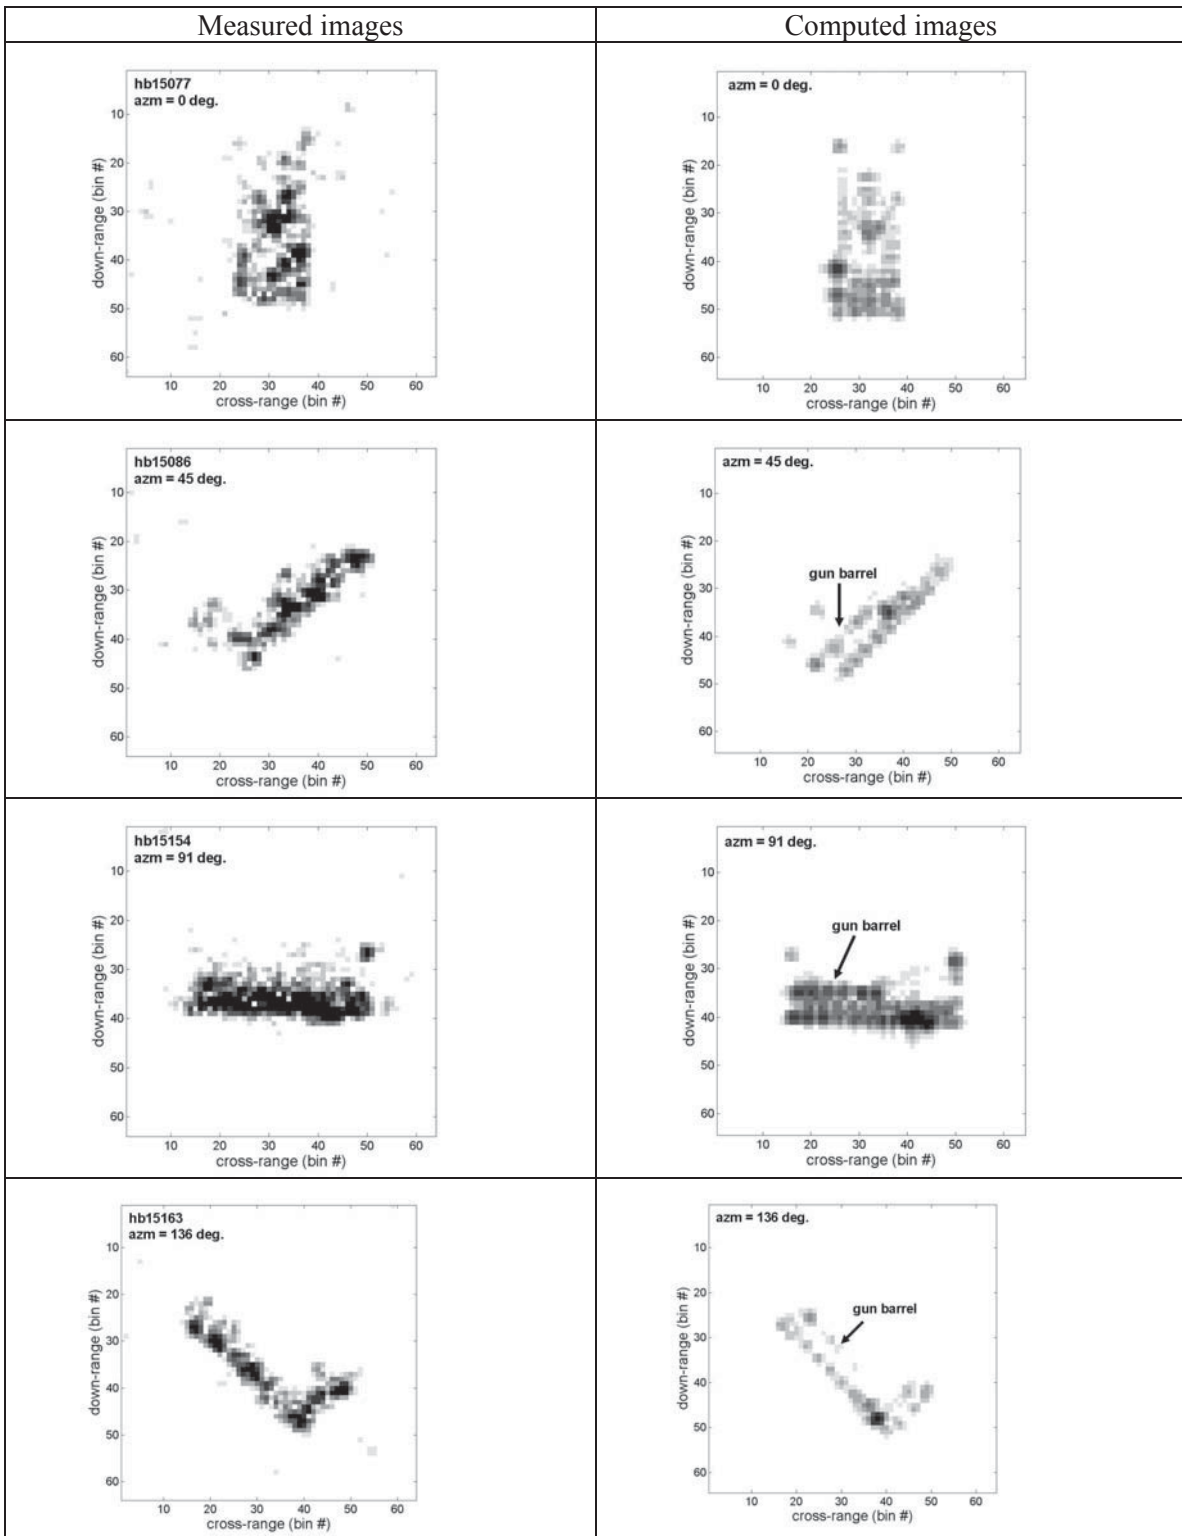 Measured images
Computed images
hb15077
azm = 0 deg.
10
20
30
40
50
60
down-range (bin #)
10 20 30 40 50 60
cross-range (bin #)
azm = 0 deg.
10
20
30
40
50
60
down-range (bin #)
10 20 30 40 50 60
cross-range (bin #)
hb15086
azm = 45 deg.
10
20
30
40
50
60
down-range (bin #)
10 20 30 40 50 60
cross-range (bin #)
azm = 45 deg.
gun barrel
10
20
30
40
50
60
down-range (bin #)
10 20 30 40 50 60
cross-range (bin #)
hb15154
azm = 91 deg.
10
20
30
40
50
60
down-range (bin #)
10 20 30 40 50 60
cross-range (bin #)
azm = 91 deg.
gun barrel
10
20
30
40
50
60
down-range (bin #)
10 20 30 40 50 60
cross-range (bin #)
hb15163
azm = 136 deg.
10
20
30
40
50
60
down-range (bin #)
10 20 30 40 50 60
cross-range (bin #)
azm = 136 deg.
gun barrel
10
20
30
40
50
60
down-range (bin #)
10 20 30 40 50 60
cross-range (bin #)